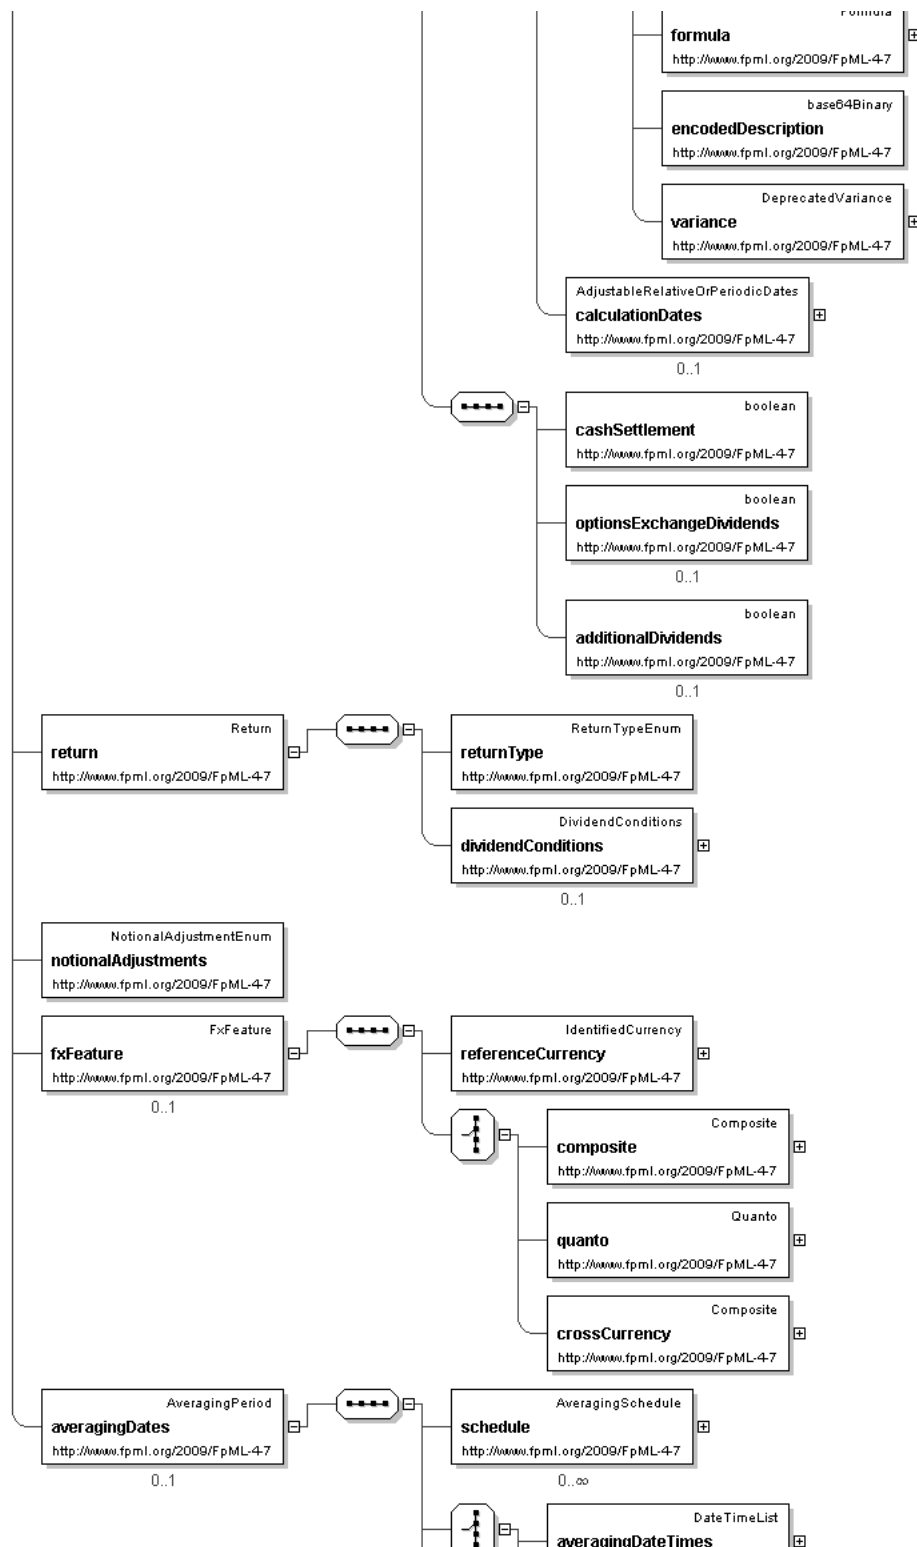 Formula
formula
http://www.fpml.org/2009/FpML-4-7
base64Binary
encodedDescription
http://www.fpml.org/2009/FpML-4-7
DeprecatedVariance
variance
http://www.fpml.org/2009/FpML-4-7
AdjustableRelativeOrPeriodicDates
calculationDates
http://www.fpml.org/2009/FpML-4-7
0..1
boolean
cashSettlement
http://www.fpml.org/2009/FpML-4-7
boolean
optionsExchangeDividends
http://www.fpml.org/2009/FpML-4-7
0..1
boolean
additionalDividends
http://www.fpml.org/2009/FpML-4-7
0..1
Return
return
http://www.fpml.org/2009/FpML-4-7
ReturnTypeEnum
returnType
http://www.fpml.org/2009/FpML-4-7
DividendConditions
dividendConditions
http://www.fpml.org/2009/FpML-4-7
0..1
NotionalAdjustmentEnum
notionalAdjustments
http://www.fpml.org/2009/FpML-4-7
FxFeature
fxFeature
http://www.fpml.org/2009/FpML-4-7
0..1
IdentifiedCurrency
referenceCurrency
http://www.fpml.org/2009/FpML-4-7
Composite
composite
http://www.fpml.org/2009/FpML-4-7
Quanto
quanto
http://www.fpml.org/2009/FpML-4-7
Composite
crossCurrency
http://www.fpml.org/2009/FpML-4-7
AveragingPeriod
averagingDates
http://www.fpml.org/2009/FpML-4-7
0..1
AveragingSchedule
schedule
http://www.fpml.org/2009/FpML-4-7
0..∞
DateTimeList
averagingDateTimes